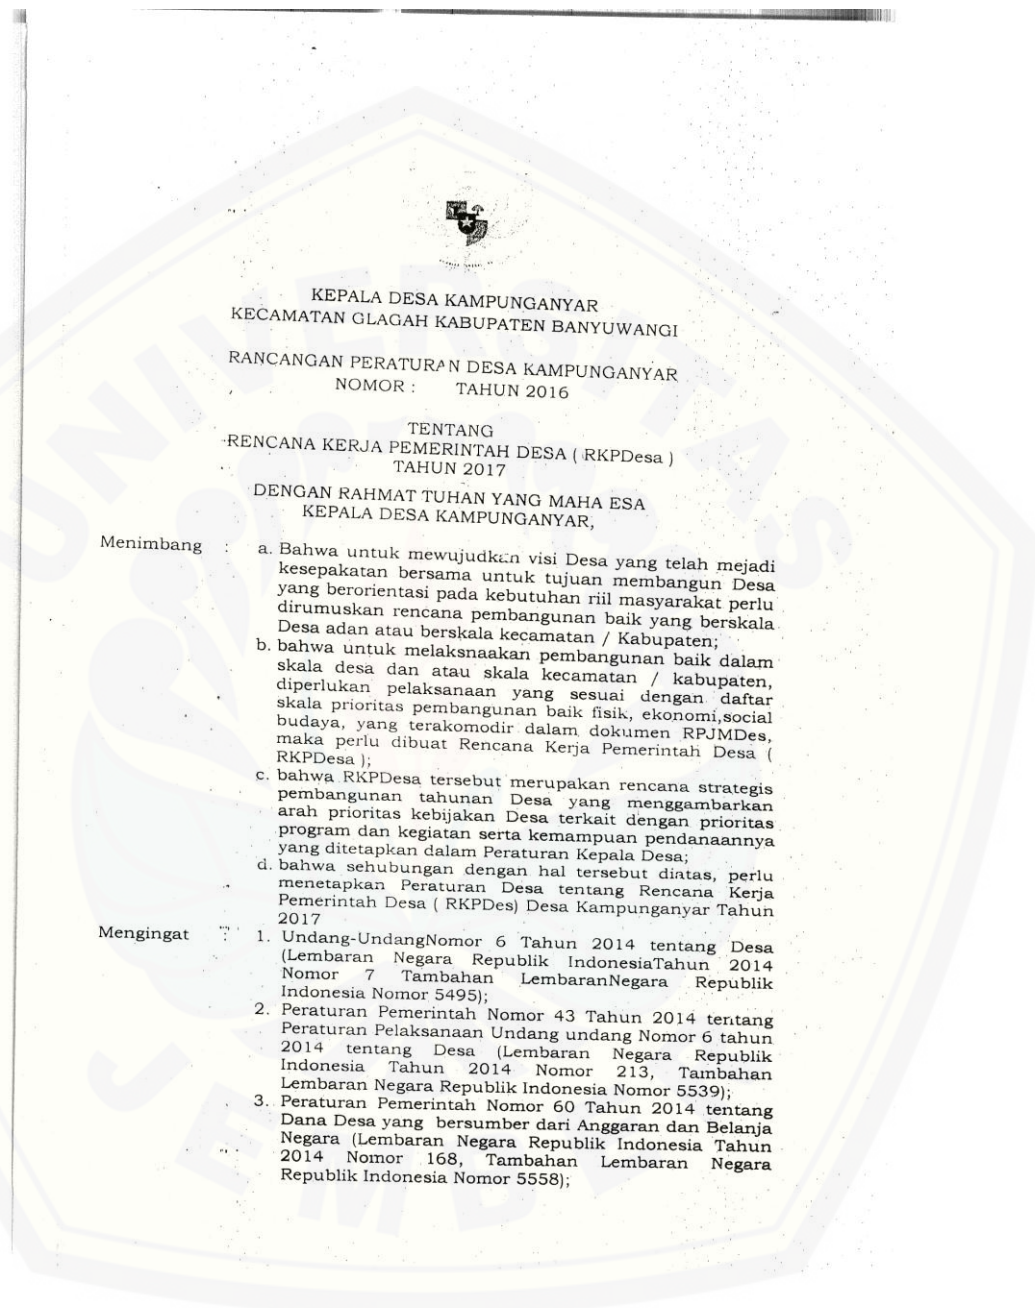 KEPALA DESA KAMPUNGANYAR
KECAMATAN GLAGAH KABUPATEN BANYUWANGI
RANCANGAN PERATURAN DESA KAMPUNGANYAR
NOMOR : TAHUN 2016
TENTANG
RENCANA KERJA PEMERINTAH DESA ( RKPDesa )
TAHUN 2017
DENGAN RAHMAT TUHAN YANG MAHA ESA
KEPALA DESA KAMPUNGANYAR,
Menimbang : a. Bahwa untuk mewujudkan visi Desa yang telah mejadi
kesepakatan bersama untuk tujuan membangun Desa
yang berorientasi pada kebutuhan riil masyarakat perlu
dirumuskan rencana pembangunan baik yang berskala
Desa adan atau berskala kecamatan / Kabupaten;
b. bahwa untuk melaksnaakan pembangunan baik dalam
skala desa dan atau skala kecamatan / kabupaten,
diperlukan pelaksanaan yang sesuai dengan daftar
skala prioritas pembangunan baik fisik, ekonomi,social
budaya, yang terakomodir dalam dokumen RPJMDes,
maka perlu dibuat Rencana Kerja Pemerintah Desa (
RKPDesa );
c. bahwa RKPDesa tersebut merupakan rencana strategis
pembangunan tahunan Desa yang menggambarkan
arah prioritas kebijakan Desa terkait dengan prioritas
program dan kegiatan serta kemampuan pendanaannya
yang ditetapkan dalam Peraturan Kepala Desa;
d. bahwa sehubungan dengan hal tersebut diatas, perlu
menetapkan Peraturan Desa tentang Rencana Kerja
Pemerintah Desa ( RKPDes) Desa Kampunganyar Tahun
2017
Mengingat : 1. Undang-UndangNomor 6 Tahun 2014 tentang Desa
(Lembaran Negara Republik IndonesiaTahun 2014
Nomor 7 Tambahan LembaranNegara Republik
Indonesia Nomor 5495);
2. Peraturan Pemerintah Nomor 43 Tahun 2014 tentang
Peraturan Pelaksanaan Undang undang Nomor 6 tahun
2014 tentang Desa (Lembaran Negara Republik
Indonesia Tahun 2014 Nomor 213, Tambahan
Lembaran Negara Republik Indonesia Nomor 5539);
3. Peraturan Pemerintah Nomor 60 Tahun 2014 tentang
Dana Desa yang bersumber dari Anggaran dan Belanja
Negara (Lembaran Negara Republik Indonesia Tahun
2014 Nomor 168, Tambahan Lembaran Negara
Republik Indonesia Nomor 5558);
UNIVERSITAS
JEMBER